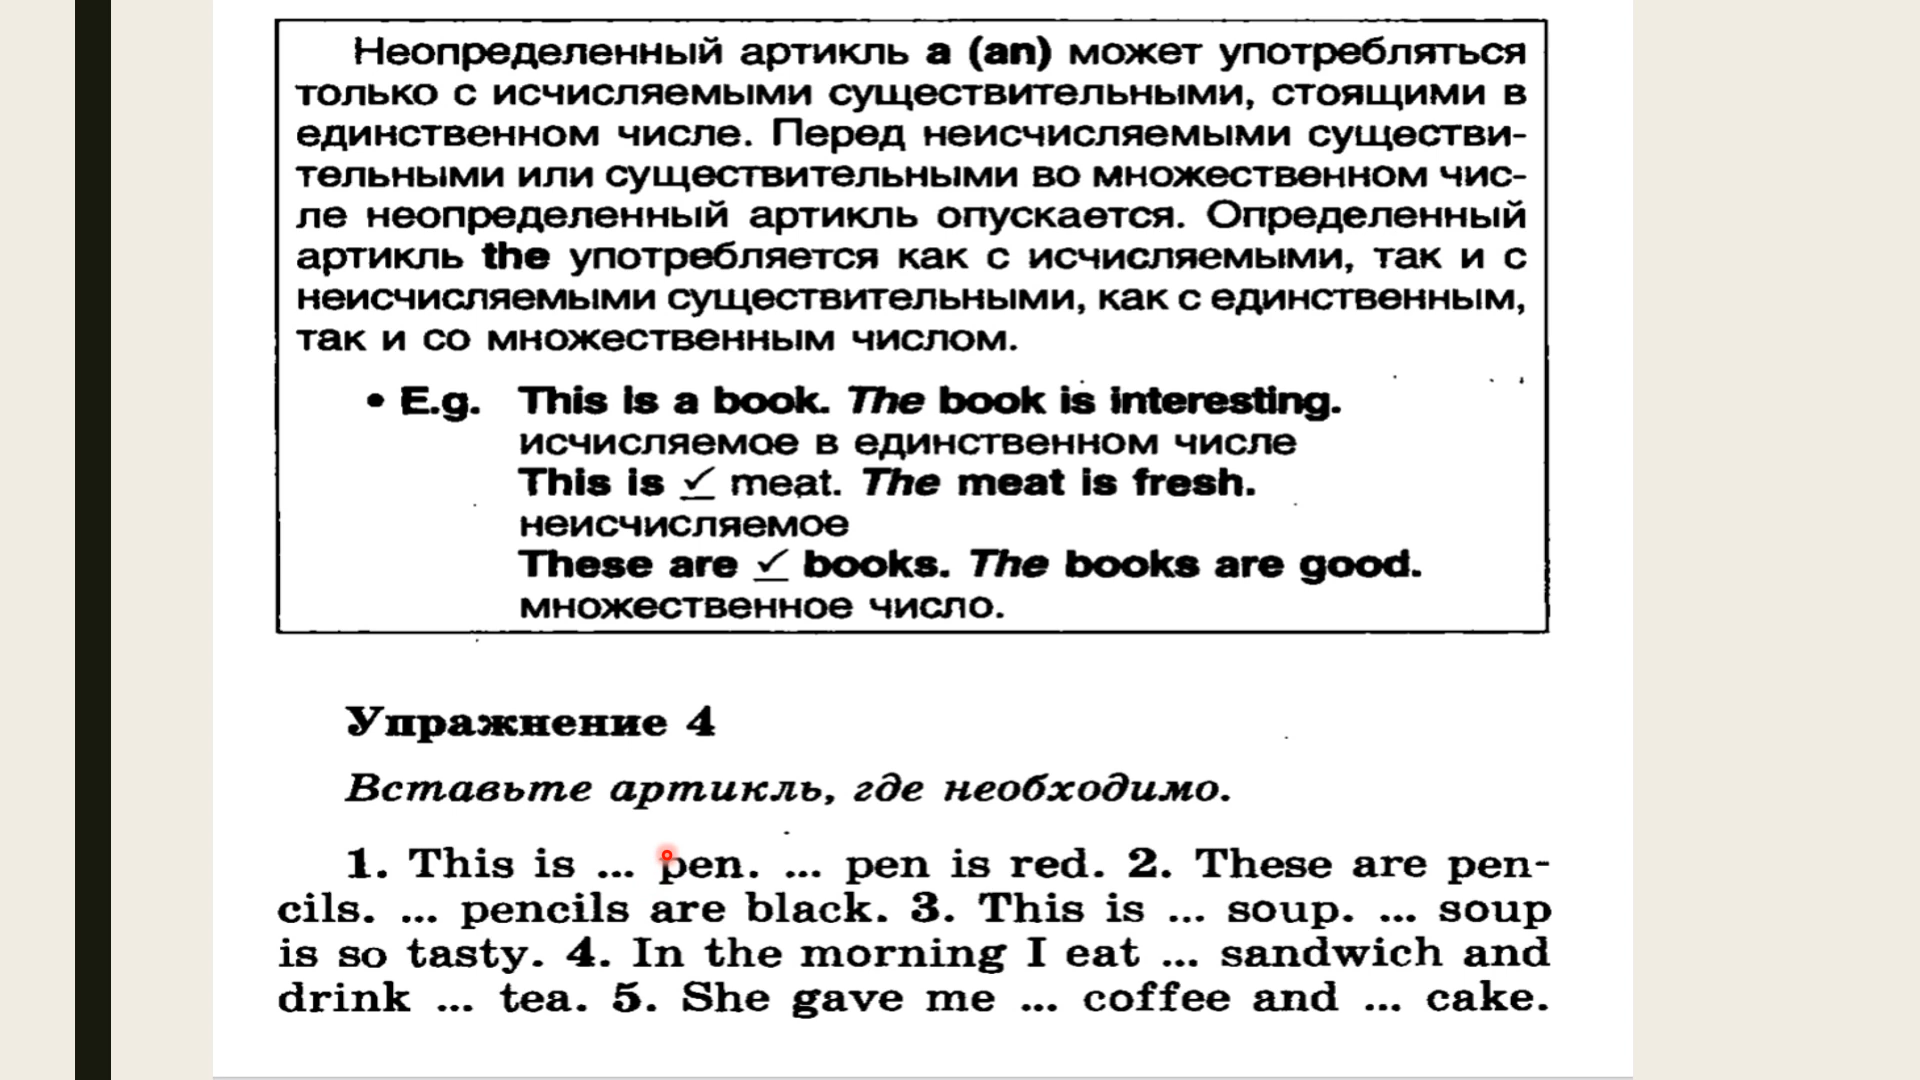 Неопределенный артикль a (an) может употребляться
только с исчисляемыми существительными, стоящими в
единственном числе. Перед неисчисляемыми существи-
тельными или существительными во множественном чис-
ле неопределенный артикль опускается. Определенный
артикль the употребляется как с исчисляемыми, так и с
неисчисляемыми существительными, как с единственным,
так и со множественным числом.
• E.g. This is a book. The book is interesting.
исчисляемое в единственном числе
This is ✓ meat. The meat is fresh.
неисчисляемое
These are ✓ books. The books are good.
множественное число.
Упражнение 4
Вставьте артикль, где необходимо.
1. This is ... pen. ... pen is red. 2. These are pen-
cils. ... pencils are black. 3. This is ... soup. ... soup
is so tasty. 4. In the morning I eat ... sandwich and
drink ... tea. 5. She gave me ... coffee and ... cake.